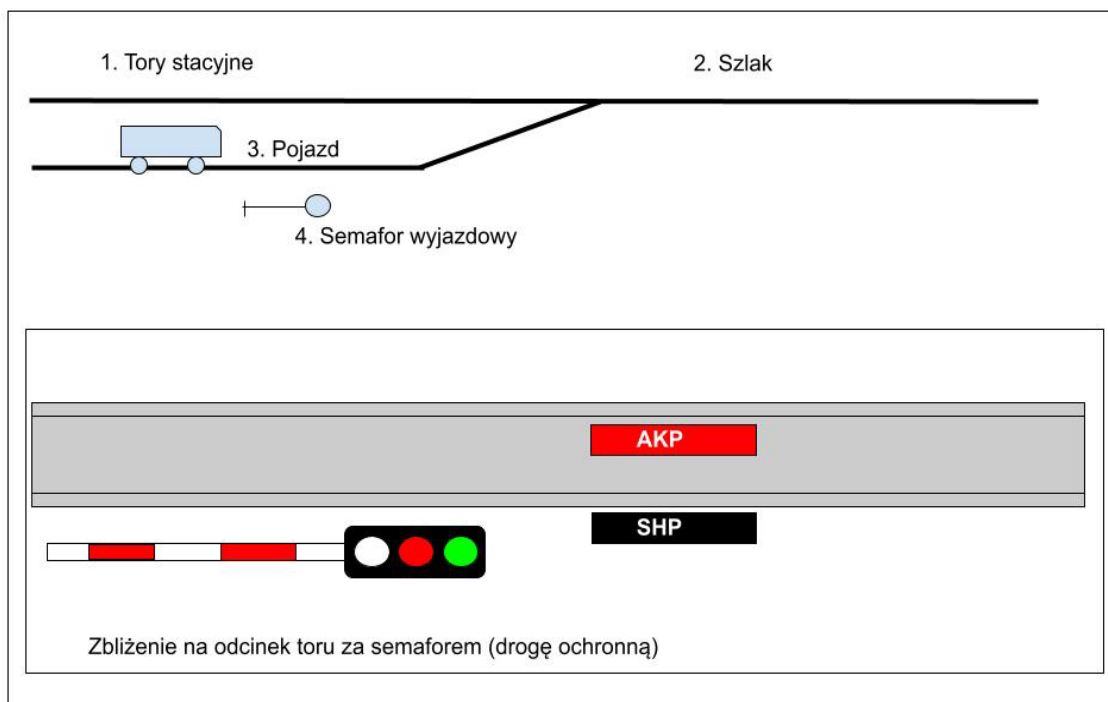 1. Tory stacyjne
2. Szlak
3. Pojazd
4. Semafor wyjazdowy
AKP
SHP
Zbliżenie na odcinek toru za semaforem (drogę ochronną)